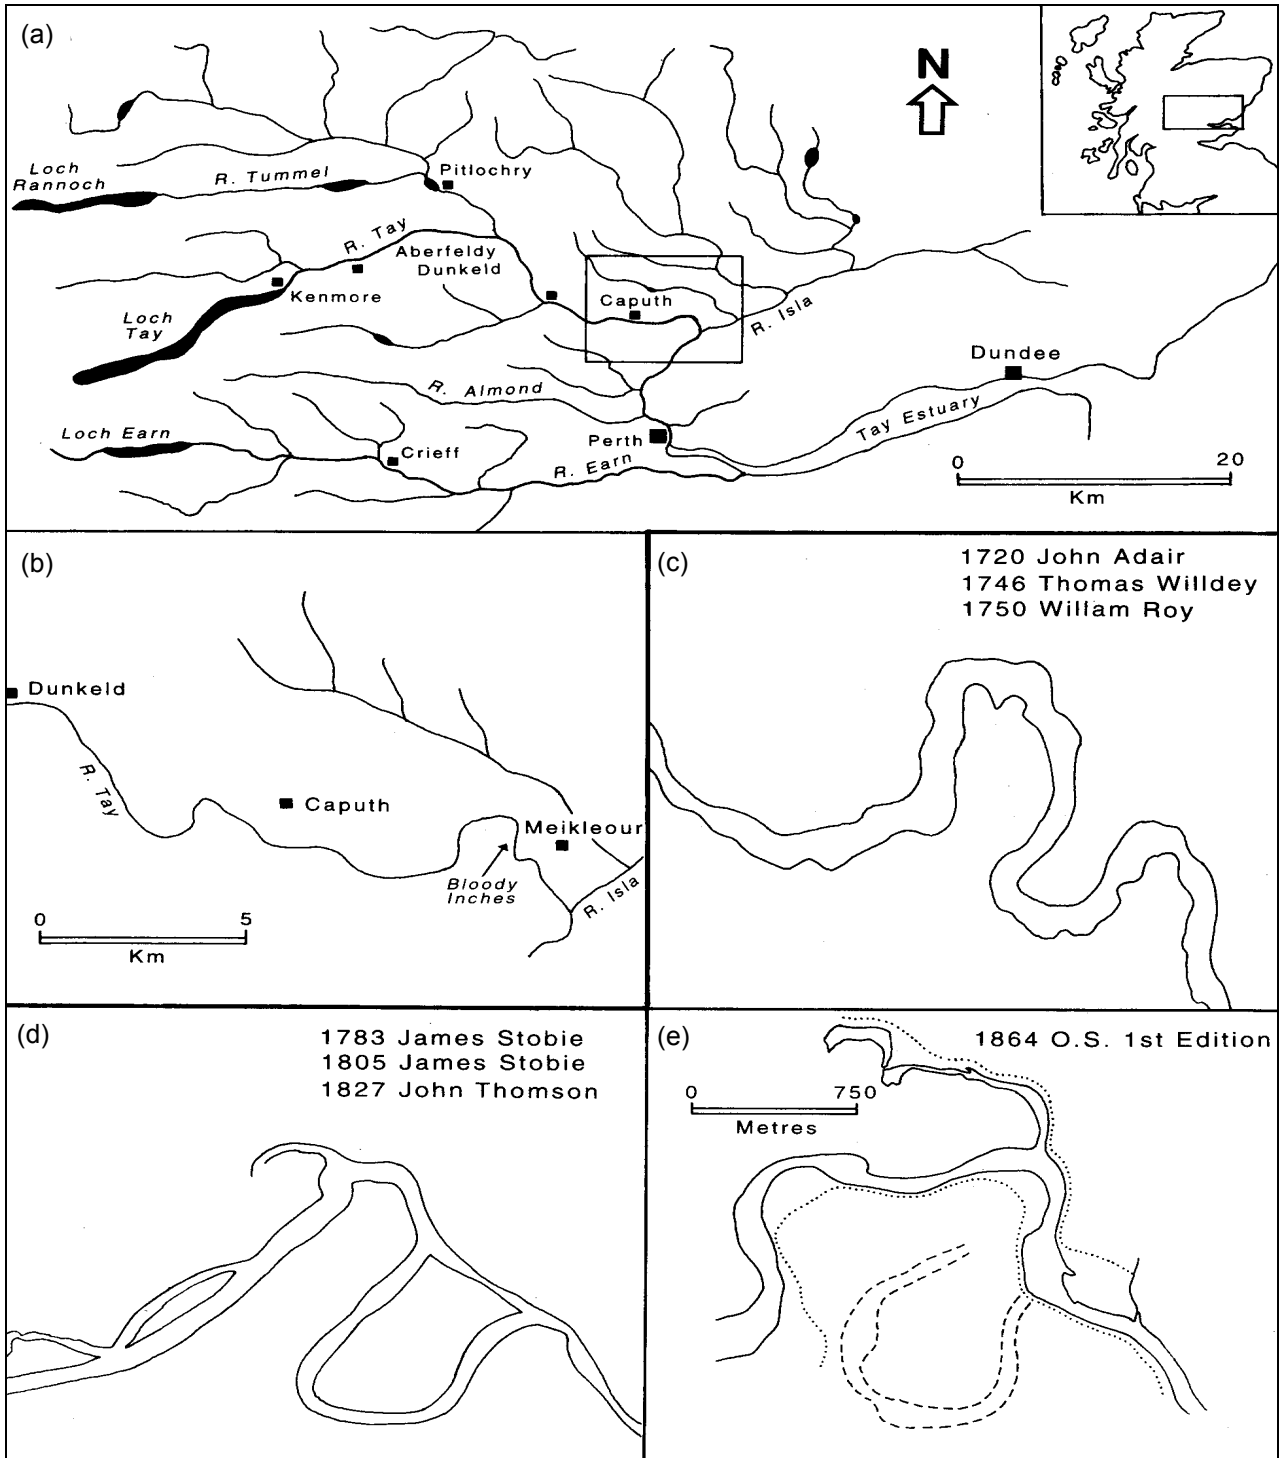 (a)
N
Loch
Rannoch
R. Tummel
Pitlochry
R. Tay
Aberfeldy
Dunkeld
Kenmore
Caputh
Loch
Tay
R. Isla
Dundee
R. Almond
Tay Estuary
Loch Earn
Perth
Crieff
R. Earn
0 20
Km
(b)
Dunkeld
R. Tay
Caputh
Meikleour
Bloody
Inches
R. Isla
0 5
Km
(c)
1720 John Adair
1746 Thomas Willdey
1750 Willam Roy
(d)
1783 James Stobie
1805 James Stobie
1827 John Thomson
(e)
1864 O.S. 1st Edition
0 750
Metres